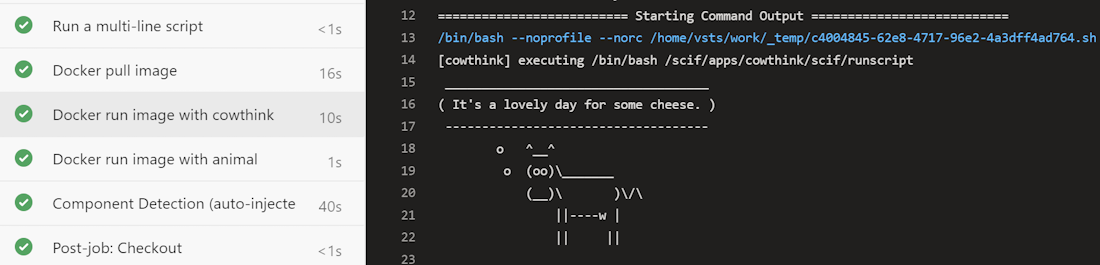 Run a multi-line script <1s
Docker pull image 16s
Docker run image with cowthink 10s
Docker run image with animal 1s
Component Detection (auto-injecte 40s
Post-job: Checkout <1s
12 ========================== Starting Command Output ===========================
13 /bin/bash --noprofile --norc /home/vsts/work/_temp/c4004845-62e8-4717-96e2-4a3dff4ad764.sh
14 [cowthink] executing /bin/bash /scif/apps/cowthink/scif/runscript
15  ____________________________________
16 ( It's a lovely day for some cheese. )
17  ------------------------------------
18         o   ^__^
19          o  (oo)\_______
20             (__)\       )\/\
21                 ||----w |
22                 ||     ||
23